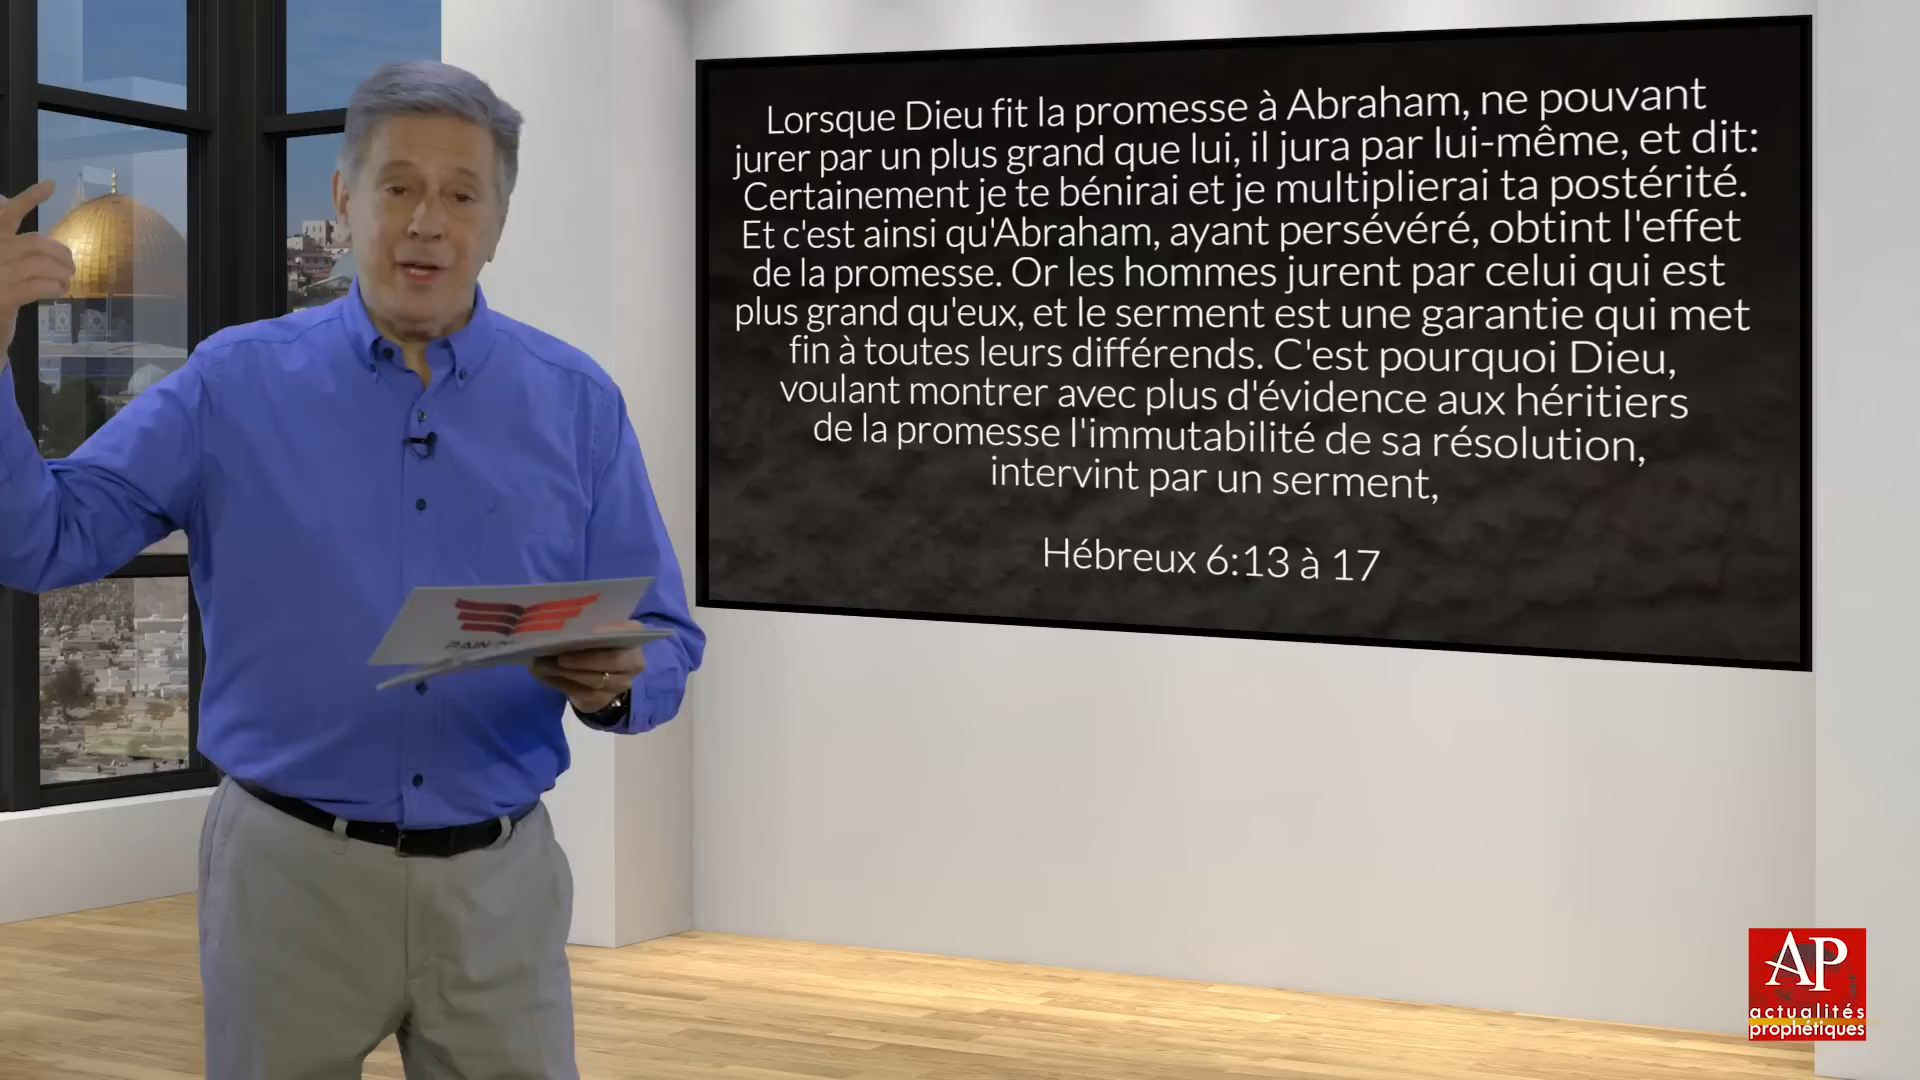 Lorsque Dieu fit la promesse à Abraham, ne pouvant
jurer par un plus grand que lui, il jura par lui-même, et dit:
Certainement je te bénirai et je multiplierai ta postérité.
Et c'est ainsi qu'Abraham, ayant persévéré, obtint l'effet
de la promesse. Or les hommes jurent par celui qui est
plus grand qu'eux, et le serment est une garantie qui met
fin à toutes leurs différends. C'est pourquoi Dieu,
voulant montrer avec plus d'évidence aux héritiers
de la promesse l'immutabilité de sa résolution,
intervint par un serment,
Hébreux 6:13 à 17
AP
actualités
prophétiques